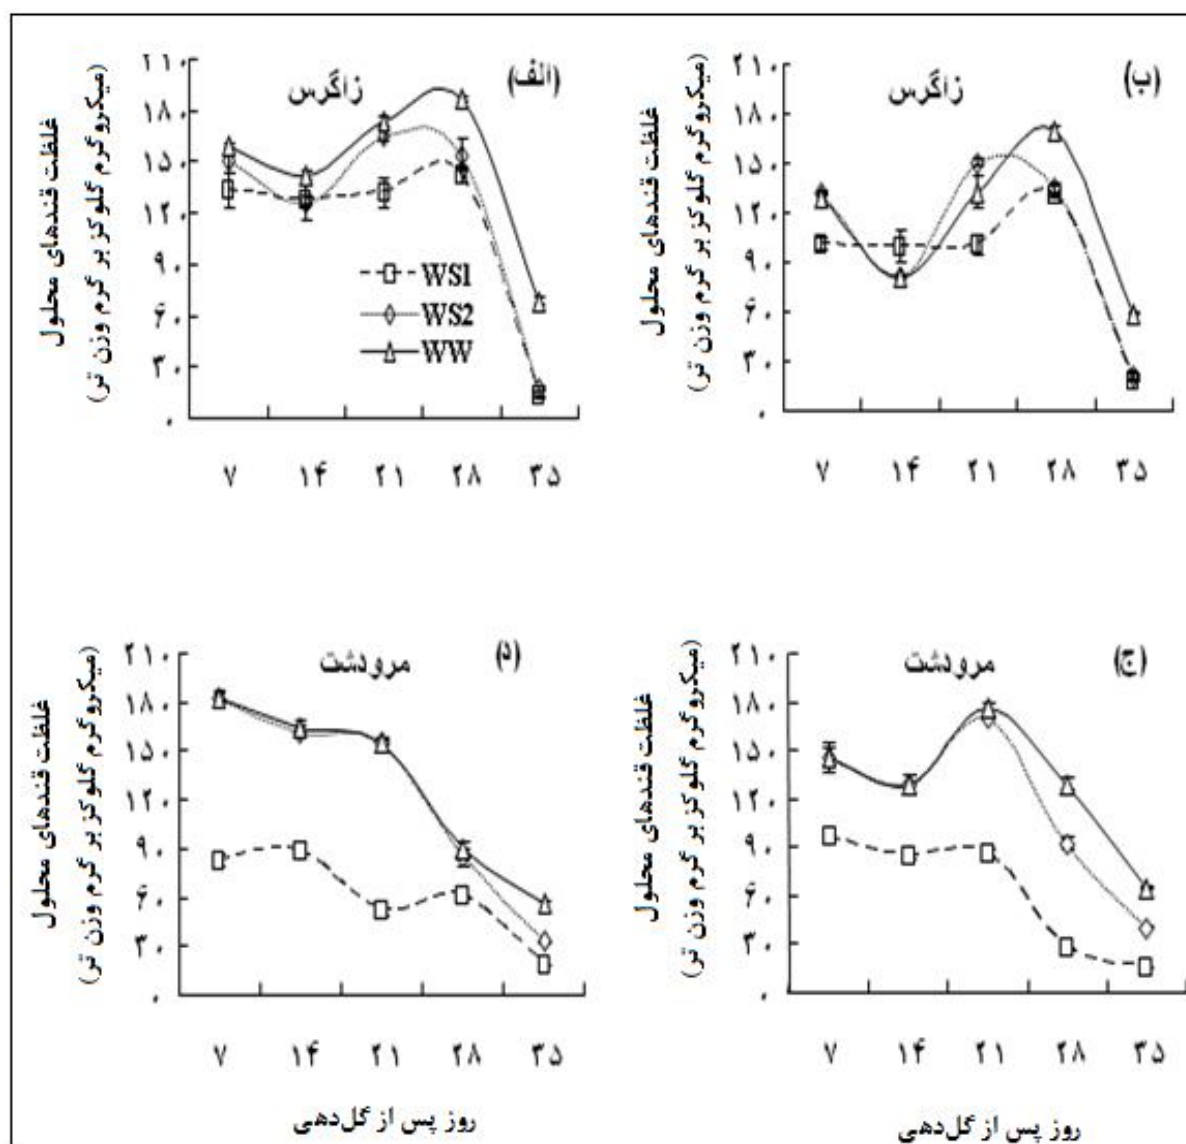 (الف)
زاگرس
غلظت قندهای محلول
(میکروگرم گلوکز بر گرم وزن تر)
۲۱۰
۱۸۰
۱۵۰
۱۲۰
۹۰
۶۰
۳۰
۰
WS1
WS2
WW
۷ ۱۴ ۲۱ ۲۸ ۳۵
(ب)
زاگرس
غلظت قندهای محلول
(میکروگرم گلوکز بر گرم وزن تر)
۲۱۰
۱۸۰
۱۵۰
۱۲۰
۹۰
۶۰
۳۰
۰
۷ ۱۴ ۲۱ ۲۸ ۳۵
(د)
مرودشت
غلظت قندهای محلول
(میکروگرم گلوکز بر گرم وزن تر)
۲۱۰
۱۸۰
۱۵۰
۱۲۰
۹۰
۶۰
۳۰
۰
۷ ۱۴ ۲۱ ۲۸ ۳۵
روز پس از گل‌دهی
(ج)
مرودشت
غلظت قندهای محلول
(میکروگرم گلوکز بر گرم وزن تر)
۲۱۰
۱۸۰
۱۵۰
۱۲۰
۹۰
۶۰
۳۰
۰
۷ ۱۴ ۲۱ ۲۸ ۳۵
روز پس از گل‌دهی